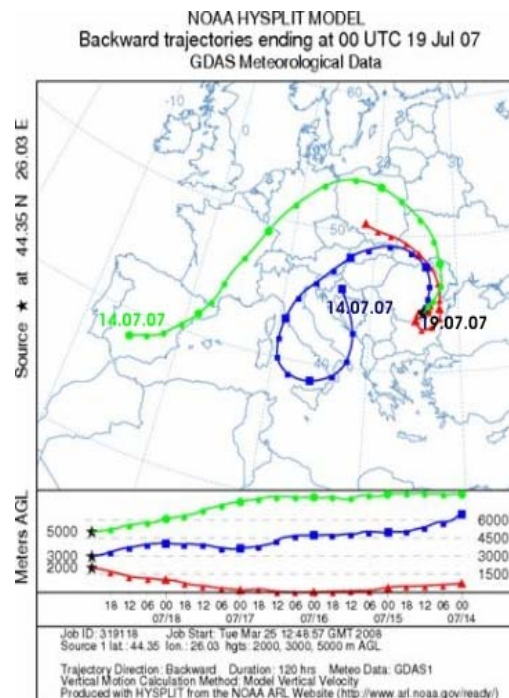 NOAA HYSPLIT MODEL
Backward trajectories ending at 00 UTC 19 Jul 07
GDAS Meteorological Data
Source ★ at 44.35 N 26.03 E
-10
0
60
50
40
14.07.07
14.07.07
19.07.07
Meters AGL
5000
3000
2000
6000
4500
3000
1500
18 12 06 00 18 12 06 00 18 12 06 00 18 12 06 00 18 12 06 00
07/18 07/17 07/16 07/15 07/14
Job ID: 319118 Job Start: Tue Mar 25 12:48:57 GMT 2008
Source 1 lat.: 44.35 lon.: 26.03 hgts: 2000, 3000, 5000 m AGL
Trajectory Direction: Backward Duration: 120 hrs Meteo Data: GDAS1
Vertical Motion Calculation Method: Model Vertical Velocity
Produced with HYSPLIT from the NOAA ARL Website (http://www.arl.noaa.gov/ready/)